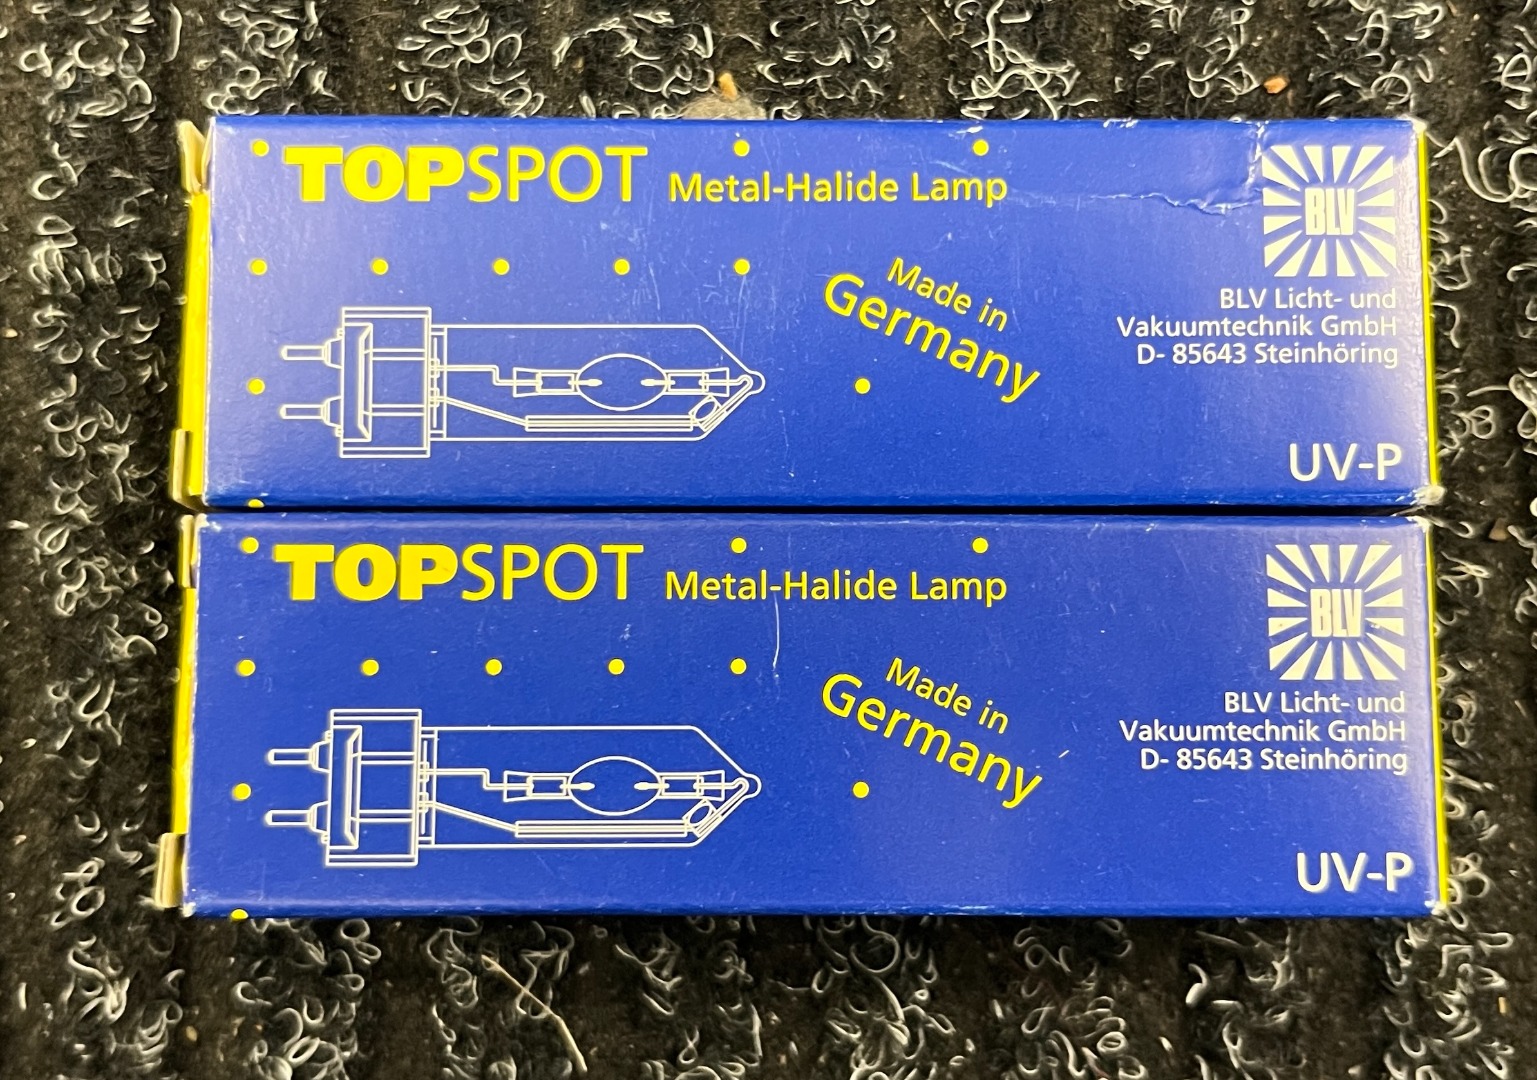 TOPSPOT Metal-Halide Lamp
BLV
Made in
Germany
BLV Licht- und
Vakuumtechnik GmbH
D- 85643 Steinhöring
UV-P
TOPSPOT Metal-Halide Lamp
BLV
Made in
Germany
BLV Licht- und
Vakuumtechnik GmbH
D- 85643 Steinhöring
UV-P